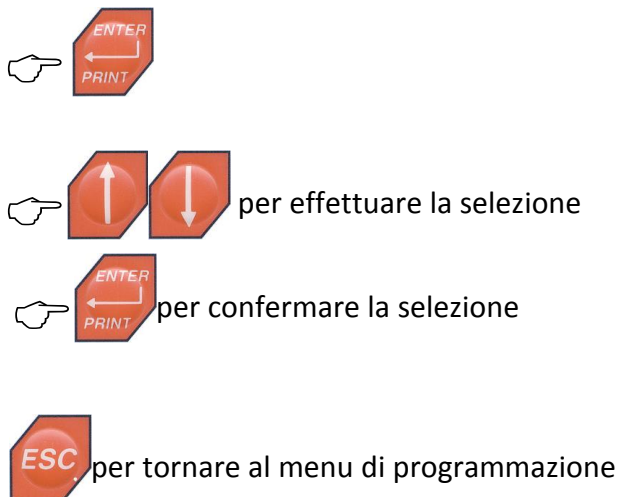 ENTER
PRINT
per effettuare la selezione
ENTER
PRINT
per confermare la selezione
ESC
per tornare al menu di programmazione